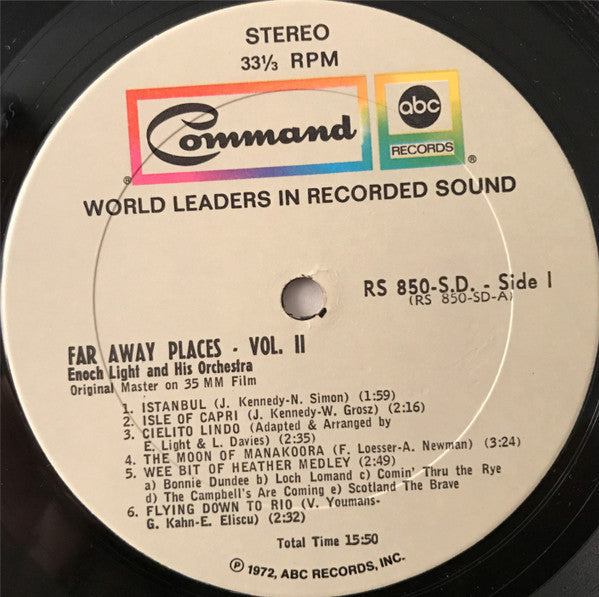 STEREO
33⅓ RPM
Command
abc
RECORDS
® ®
WORLD LEADERS IN RECORDED SOUND
RS 850-S.D. - Side 1
(RS 850-SD-A)
FAR AWAY PLACES - VOL. II
Enoch Light and His Orchestra
Original Master on 35 MM Film
1. ISTANBUL (J. Kennedy-N. Simon) (1:59)
2. ISLE OF CAPRI (J. Kennedy-W. Grosz) (2:16)
3. CIELITO LINDO (Adapted & Arranged by
E. Light & L. Davies) (2:35)
4. THE MOON OF MANAKOORA (F. Loesser-A. Newman) (3:24)
5. WEE BIT OF HEATHER MEDLEY (2:49)
a) Bonnie Dundee b) Loch Lomand c) Comin' Thru the Rye
d) The Campbell's Are Coming e) Scotland The Brave
6. FLYING DOWN TO RIO (V. Youmans-
G. Kahn-E. Eliscu) (2:32)
Total Time 15:50
℗ 1972, ABC RECORDS, INC.